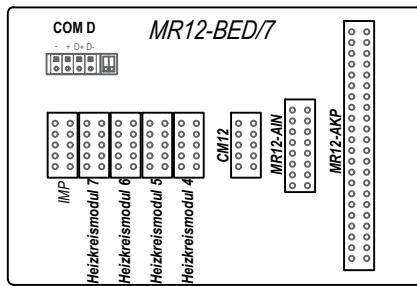 COM D
MR12-BED/7
- + D+ D-
IMP
Heizkreismodul 7
Heizkreismodul 6
Heizkreismodul 5
Heizkreismodul 4
CM12
MR12-AIN
MR12-AKP